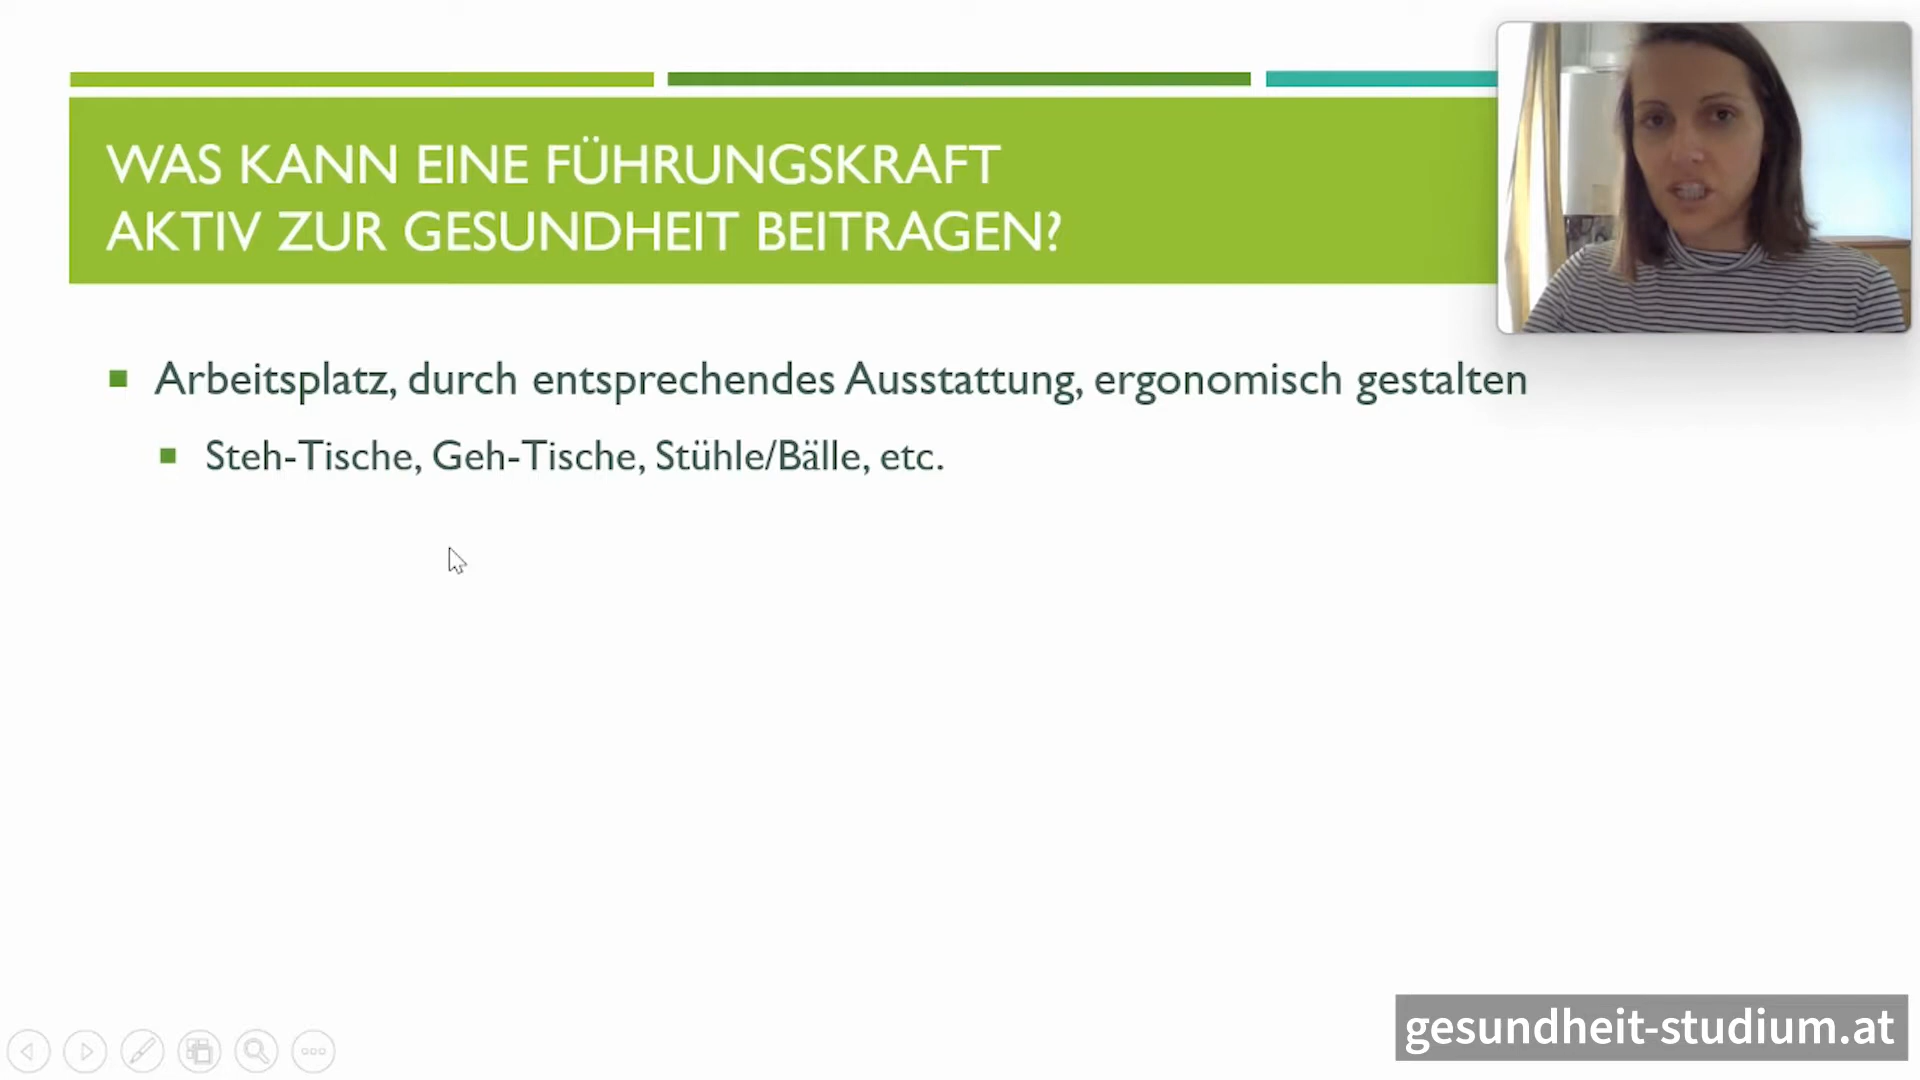 WAS KANN EINE FÜHRUNGSKRAFT
AKTIV ZUR GESUNDHEIT BEITRAGEN?
Arbeitsplatz, durch entsprechendes Ausstattung, ergonomisch gestalten
Steh-Tische, Geh-Tische, Stühle/Bälle, etc.
gesundheit-studium.at